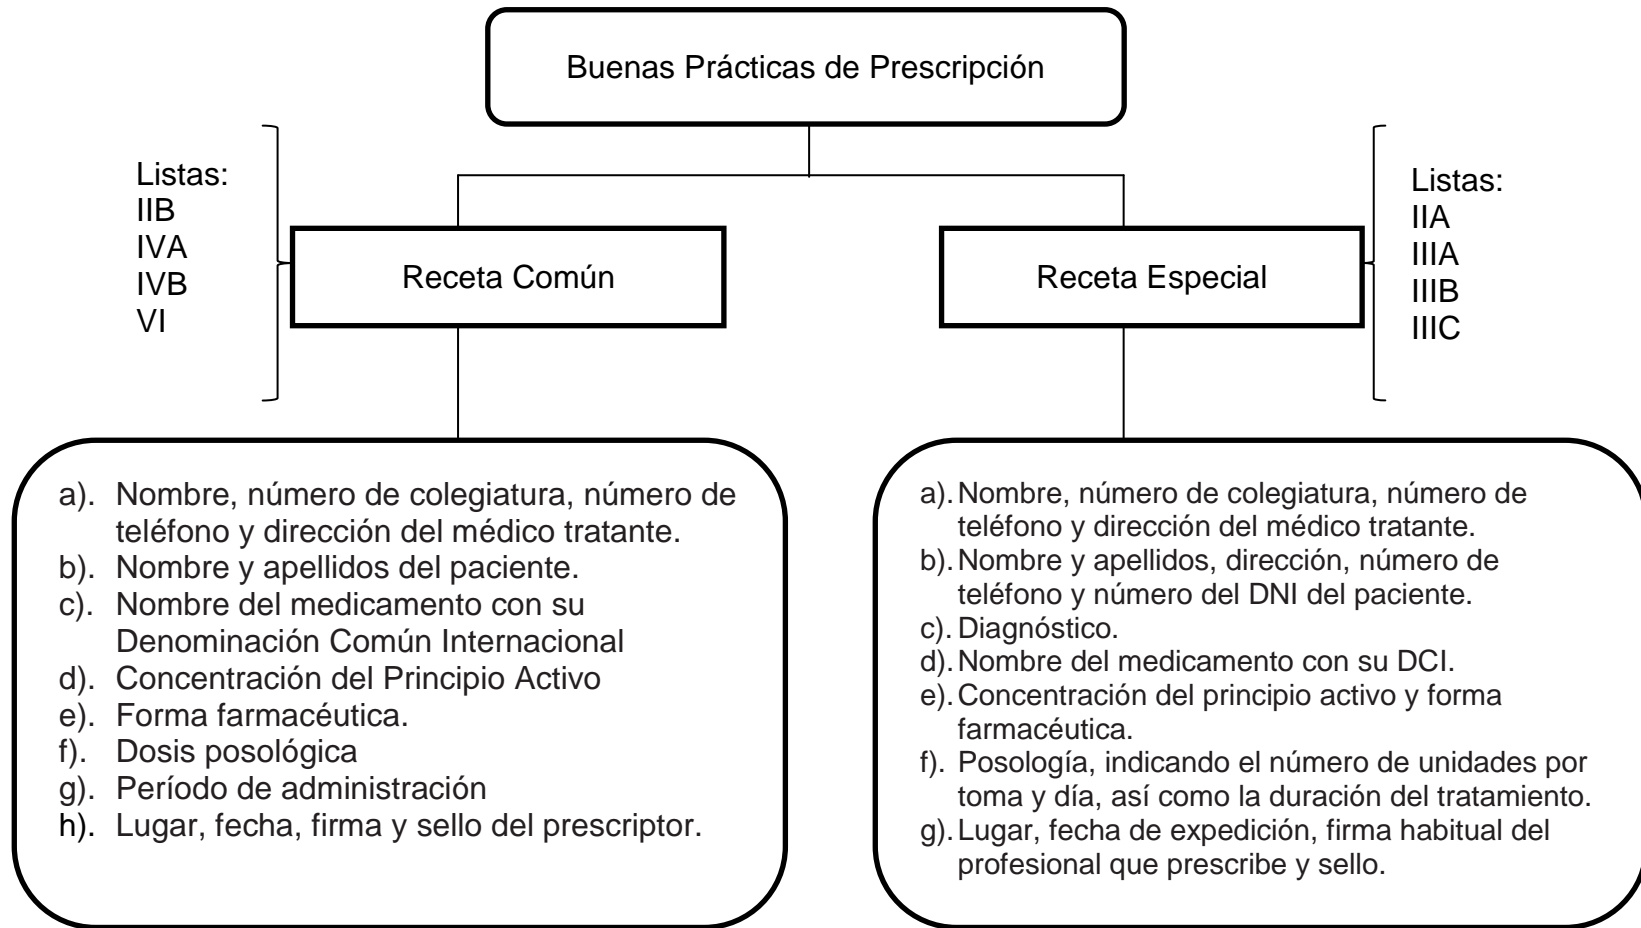 Buenas Prácticas de Prescripción
Listas:
IIB
IVA
IVB
VI
Receta Común
Receta Especial
Listas:
IIA
IIIA
IIIB
IIIC
a). Nombre, número de colegiatura, número de
teléfono y dirección del médico tratante.
b). Nombre y apellidos del paciente.
c). Nombre del medicamento con su
Denominación Común Internacional
d). Concentración del Principio Activo
e). Forma farmacéutica.
f). Dosis posológica
g). Período de administración
h). Lugar, fecha, firma y sello del prescriptor.
a). Nombre, número de colegiatura, número de
teléfono y dirección del médico tratante.
b). Nombre y apellidos, dirección, número de
teléfono y número del DNI del paciente.
c). Diagnóstico.
d). Nombre del medicamento con su DCI.
e). Concentración del principio activo y forma
farmacéutica.
f). Posología, indicando el número de unidades por
toma y día, así como la duración del tratamiento.
g). Lugar, fecha de expedición, firma habitual del
profesional que prescribe y sello.